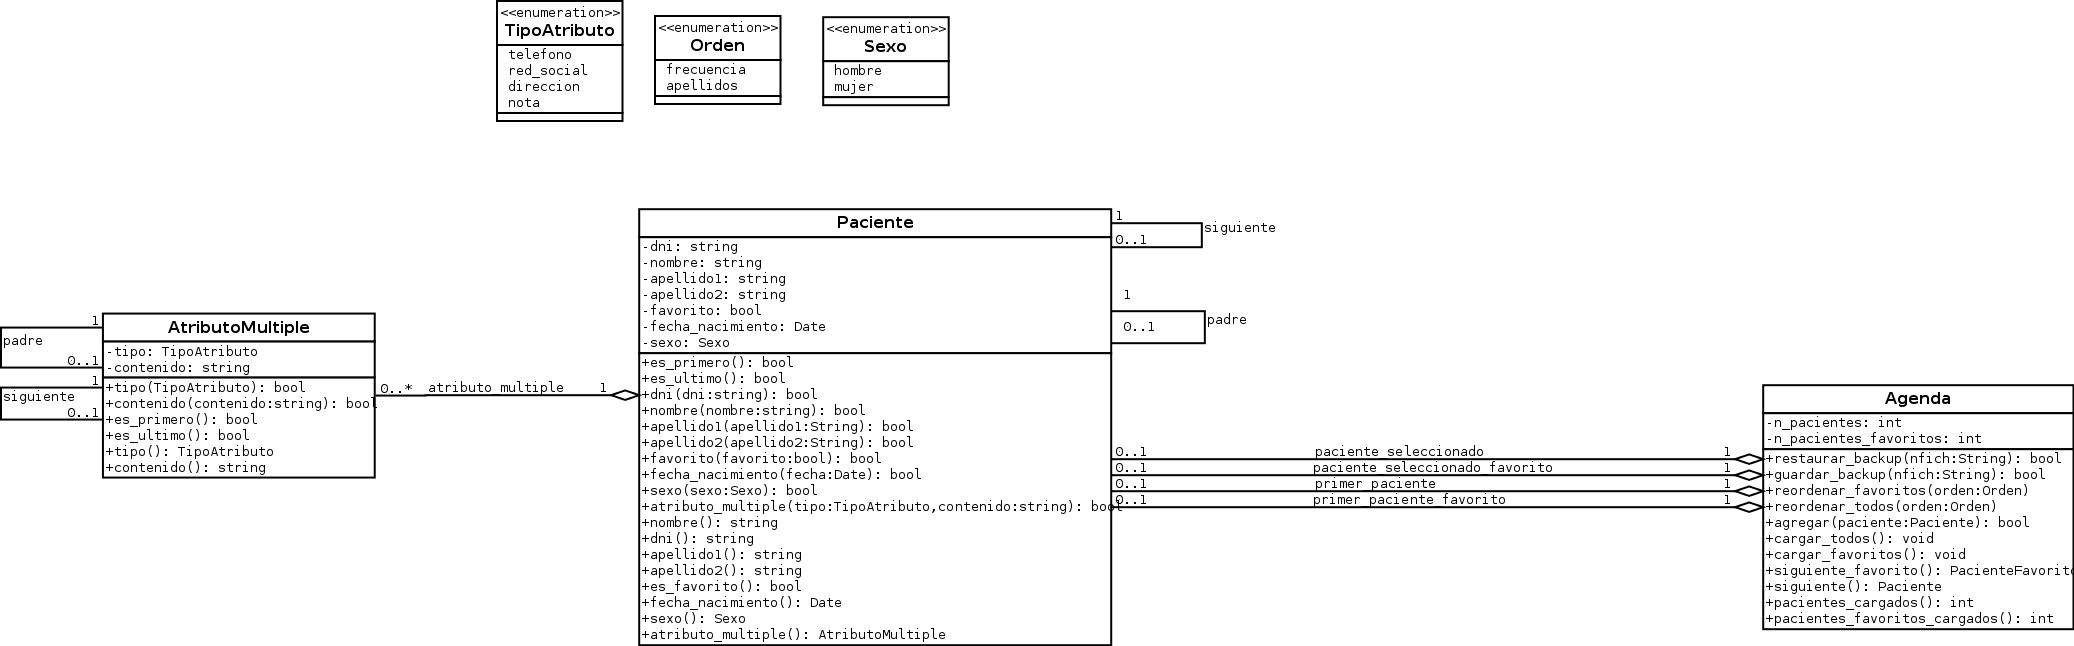 <<enumeration>>
TipoAtributo
telefono
red_social
direccion
nota
<<enumeration>>
Orden
frecuencia
apellidos
<<enumeration>>
Sexo
hombre
mujer
Paciente
-dni: string
-nombre: string
-apellido1: string
-apellido2: string
-favorito: bool
-fecha_nacimiento: Date
-sexo: Sexo
+es_primero(): bool
+es_ultimo(): bool
+dni(dni:string): bool
+nombre(nombre:string): bool
+apellido1(apellido1:String): bool
+apellido2(apellido2:String): bool
+favorito(favorito:bool): bool
+fecha_nacimiento(fecha:Date): bool
+sexo(sexo:Sexo): bool
+atributo_multiple(tipo:TipoAtributo,contenido:string): bool
+nombre(): string
+dni(): string
+apellido1(): string
+apellido2(): string
+es_favorito(): bool
+fecha_nacimiento(): Date
+sexo(): Sexo
+atributo_multiple(): AtributoMultiple
1
siguiente
0..1
1
padre
0..1
1
padre
0..1
1
siguiente
0..1
AtributoMultiple
-tipo: TipoAtributo
-contenido: string
+tipo(TipoAtributo): bool
+contenido(contenido:string): bool
+es_primero(): bool
+es_ultimo(): bool
+tipo(): TipoAtributo
+contenido(): string
0..* atributo_multiple 1
0..1 paciente_seleccionado 1
0..1 paciente_seleccionado_favorito 1
0..1 primer_paciente 1
0..1 primer_paciente_favorito 1
Agenda
-n_pacientes: int
-n_pacientes_favoritos: int
+restaurar_backup(nfich:String): bool
+guardar_backup(nfich:String): bool
+reordenar_favoritos(orden:Orden)
+reordenar_todos(orden:Orden)
+agregar(paciente:Paciente): bool
+cargar_todos(): void
+cargar_favoritos(): void
+siguiente_favorito(): PacienteFavorito
+siguiente(): Paciente
+pacientes_cargados(): int
+pacientes_favoritos_cargados(): int